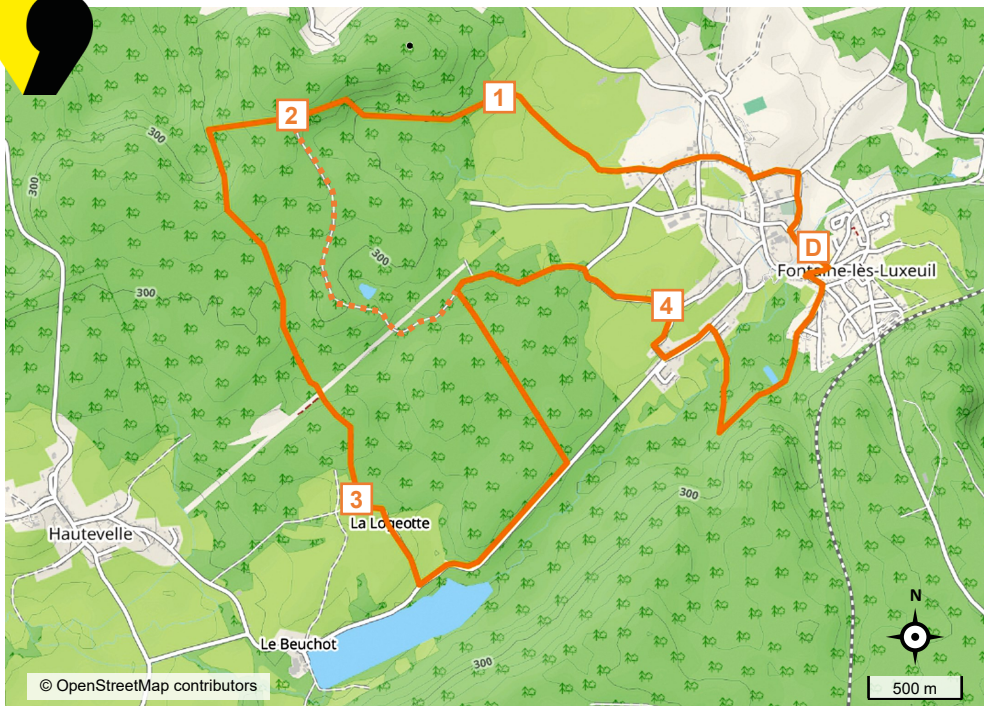 1
2
300
300
D
300
Fontaine-lès-Luxeuil
300
4
300
3
La Logeotte
Hautevelle
N
Le Beuchot
300
© OpenStreetMap contributors
500 m